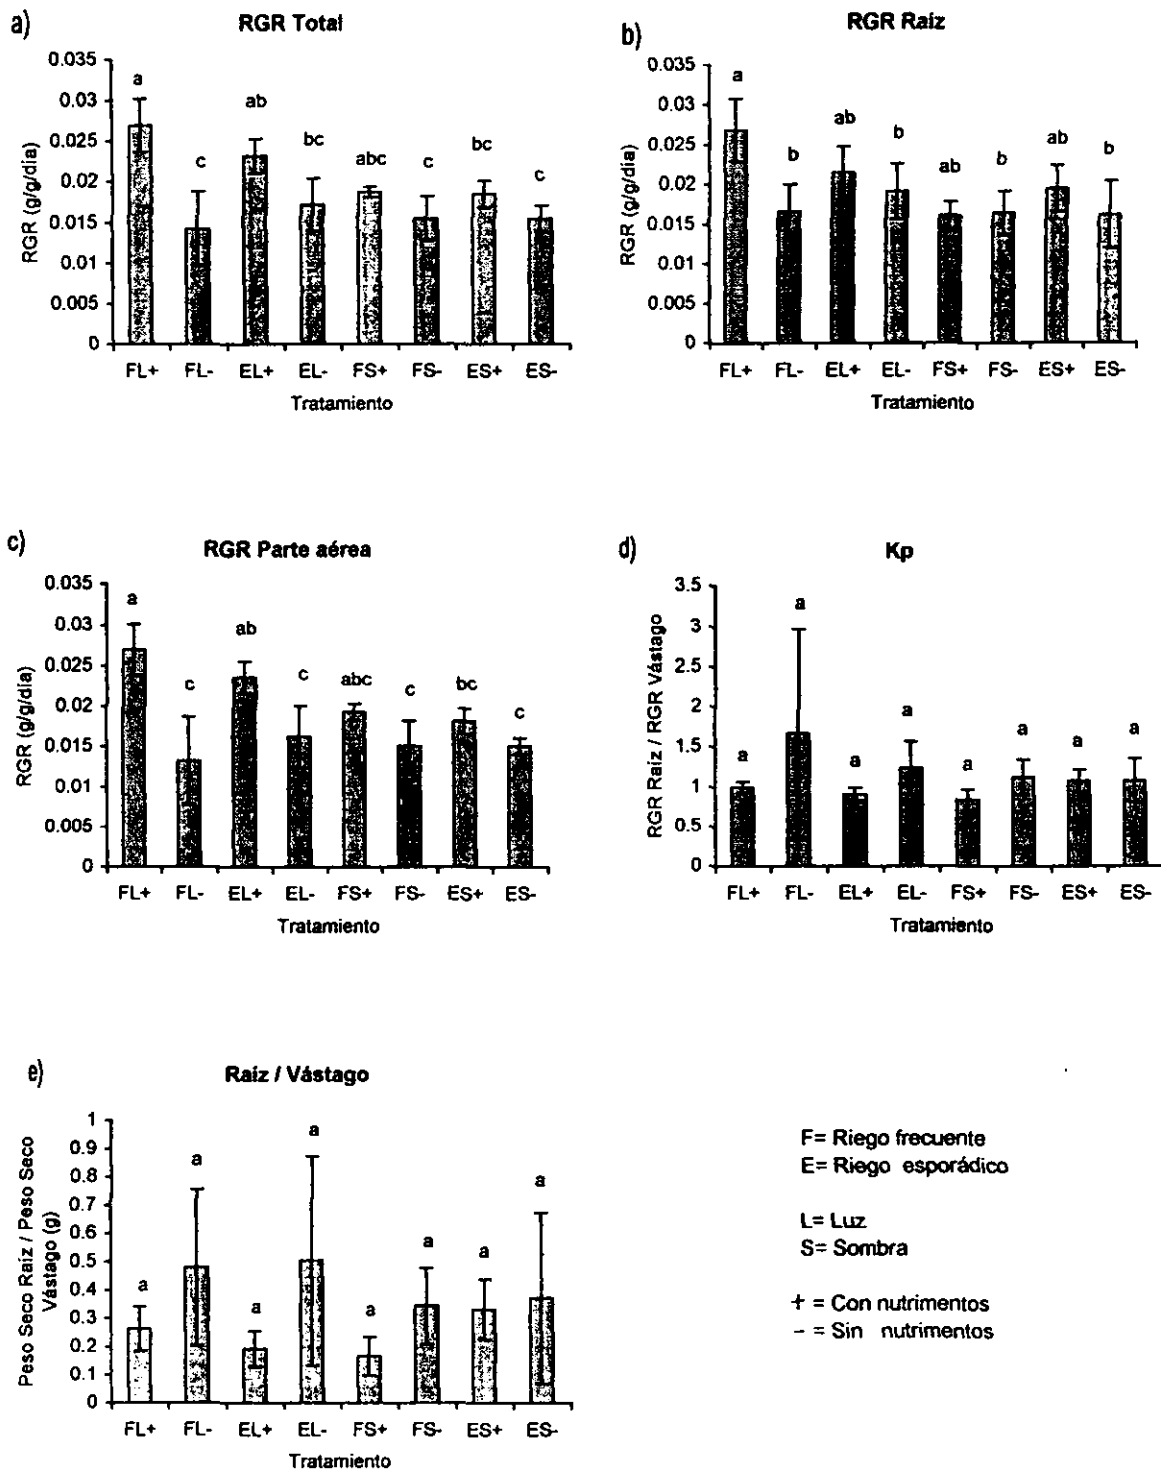 a)
RGR Total
RGR (g/g/dia)
0.035
0.03
0.025
0.02
0.015
0.01
0.005
0
a
c
ab
bc
abc
c
bc
c
FL+ FL- EL+ EL- FS+ FS- ES+ ES-
Tratamiento
b)
RGR Raíz
RGR (g/g/dia)
0.035
0.03
0.025
0.02
0.015
0.01
0.005
0
a
b
ab
b
ab
b
ab
b
FL+ FL- EL+ EL- FS+ FS- ES+ ES-
Tratamiento
c)
RGR Parte aérea
RGR (g/g/dia)
0.035
0.03
0.025
0.02
0.015
0.01
0.005
0
a
c
ab
c
abc
c
bc
c
FL+ FL- EL+ EL- FS+ FS- ES+ ES-
Tratamiento
d)
Kp
RGR Raíz / RGR Vástago
3.5
3
2.5
2
1.5
1
0.5
0
a
a
a
a
a
a
a
a
FL+ FL- EL+ EL- FS+ FS- ES+ ES-
Tratamiento
e)
Raíz / Vástago
Peso Seco Raíz / Peso Seco
Vástago (g)
1
0.9
0.8
0.7
0.6
0.5
0.4
0.3
0.2
0.1
0
a
a
a
a
a
a
a
a
FL+ FL- EL+ EL- FS+ FS- ES+ ES-
Tratamiento
F= Riego frecuente
E= Riego esporádico
L= Luz
S= Sombra
+ = Con nutrimentos
- = Sin nutrimentos